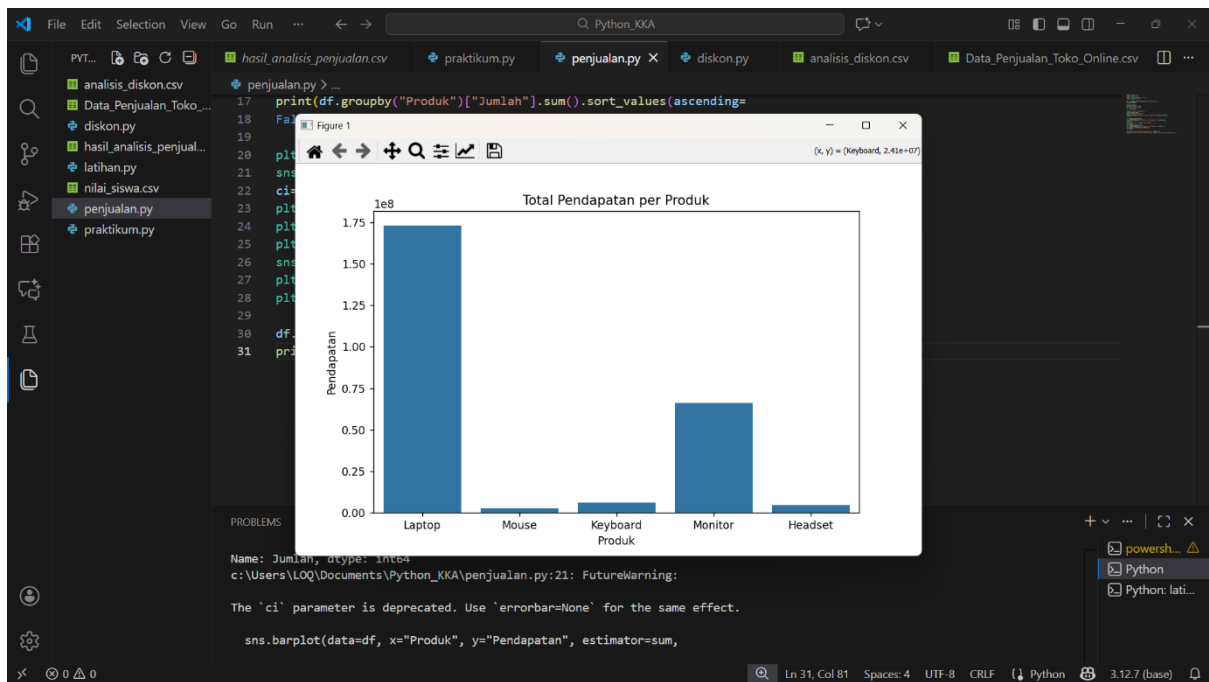 File Edit Selection View Go Run ··· Python_KKA
PYT...
analisis_diskon.csv
Data_Penjualan_Toko_...
diskon.py
hasil_analisis_penjual...
latihan.py
nilai_siswa.csv
penjualan.py
praktikum.py
hasil_analisis_penjualan.csv praktikum.py penjualan.py diskon.py analisis_diskon.csv Data_Penjualan_Toko_Online.csv
penjualan.py > ...
17 print(df.groupby("Produk")["Jumlah"].sum().sort_values(ascending=
18 Fal
19
20 plt
21 sns
22 ci=
23 plt
24 plt
25 plt
26 sns
27 plt
28 plt
29
30 df.
31 pri
Figure 1
(x, y) = (Keyboard, 2.41e+07)
Total Pendapatan per Produk
1e8
1.75
1.50
1.25
1.00
0.75
0.50
0.25
0.00
Pendapatan
Laptop Mouse Keyboard Monitor Headset
Produk
PROBLEMS
Name: Jumlah, dtype: int64
c:\Users\LOQ\Documents\Python_KKA\penjualan.py:21: FutureWarning:
The `ci` parameter is deprecated. Use `errorbar=None` for the same effect.
sns.barplot(data=df, x="Produk", y="Pendapatan", estimator=sum,
powersh...
Python
Python: lati...
0 0 Ln 31, Col 81 Spaces: 4 UTF-8 CRLF Python 3.12.7 (base)